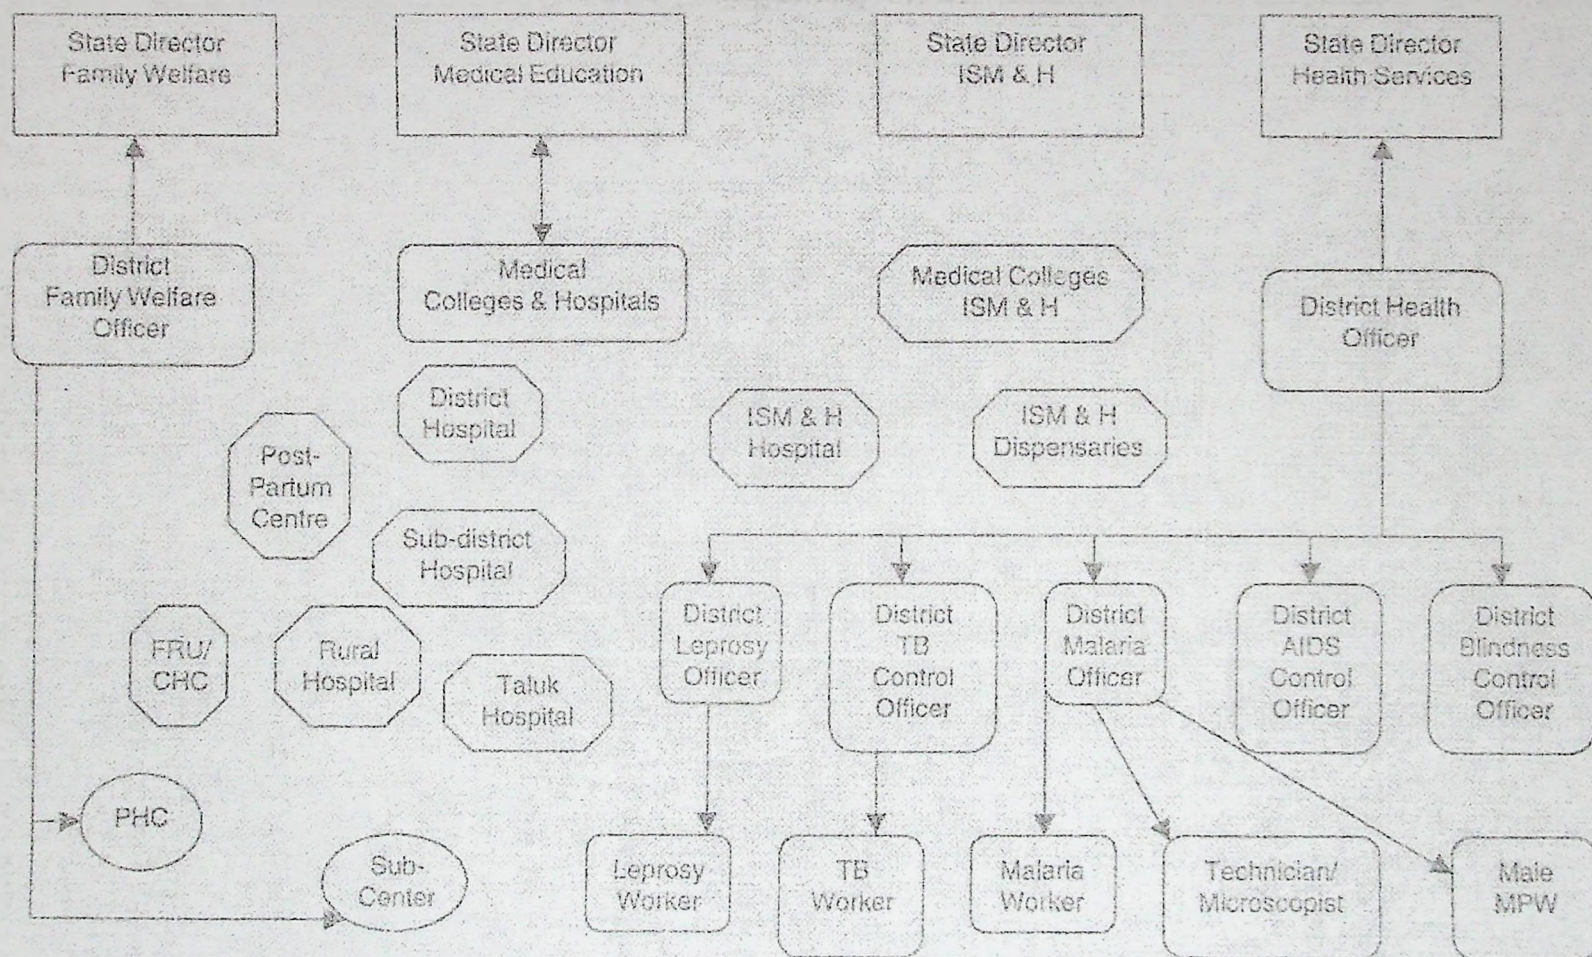 State Director
Family Welfare
State Director
Medical Education
State Director
ISM & H
State Director
Health Services
District
Family Welfare
Officer
Medical
Colleges & Hospitals
Medical Colleges
ISM & H
District Health
Officer
District
Hospital
ISM & H
Hospital
ISM & H
Dispensaries
Post-
Partum
Centre
Sub-district
Hospital
FRU/
CHC
Rural
Hospital
Taluk
Hospital
District
Leprosy
Officer
District
TB
Control
Officer
District
Malaria
Officer
District
AIDS
Control
Officer
District
Blindness
Control
Officer
PHC
Sub-
Center
Leprosy
Worker
TB
Worker
Malaria
Worker
Technician/
Microscopist
Male
MPW